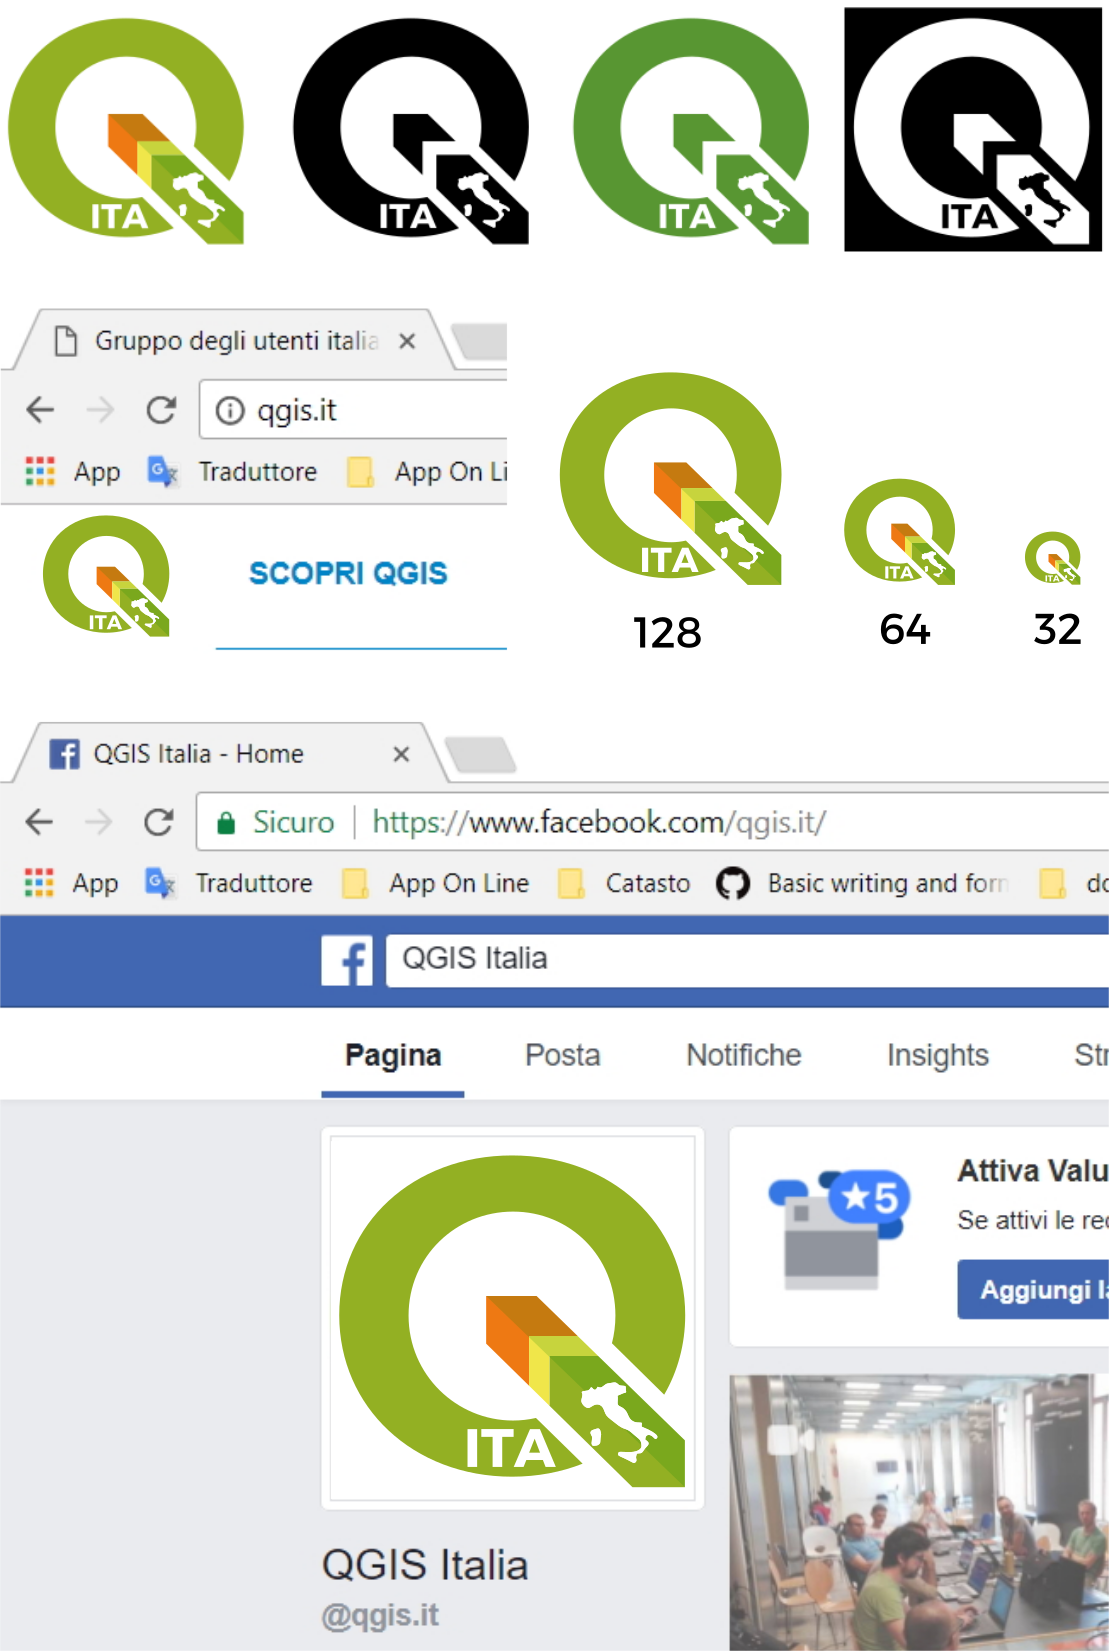 ITA ITA ITA ITA
Gruppo degli utenti italia
qgis.it
App Traduttore App On Li
ITA SCOPRI QGIS
ITA ITA ITA
128 64 32
QGIS Italia - Home
Sicuro https://www.facebook.com/qgis.it/
App Traduttore App On Line Catasto Basic writing and forn dc
QGIS Italia
Pagina Posta Notifiche Insights Str
5
Attiva Valu
Se attivi le rec
Aggiungi la
ITA
QGIS Italia
@qgis.it